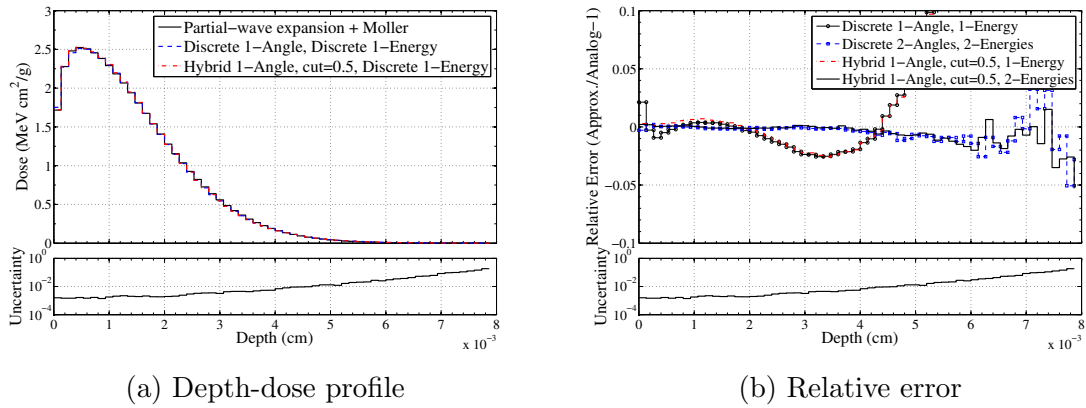 3
2.5
2
1.5
1
0.5
0
Dose (MeV cm²/g)
Partial−wave expansion + Moller
Discrete 1−Angle, Discrete 1−Energy
Hybrid 1−Angle, cut=0.5, Discrete 1−Energy
10⁰
10⁻²
10⁻⁴
Uncertainty
0 1 2 3 4 5 6 7 8
Depth (cm)
x 10⁻³
(a) Depth-dose profile
0.1
0.05
0
−0.05
−0.1
Relative Error (Approx./Analog−1)
Discrete 1−Angle, 1−Energy
Discrete 2−Angles, 2−Energies
Hybrid 1−Angle, cut=0.5, 1−Energy
Hybrid 1−Angle, cut=0.5, 2−Energies
10⁰
10⁻²
10⁻⁴
Uncertainty
0 1 2 3 4 5 6 7 8
Depth (cm)
x 10⁻³
(b) Relative error